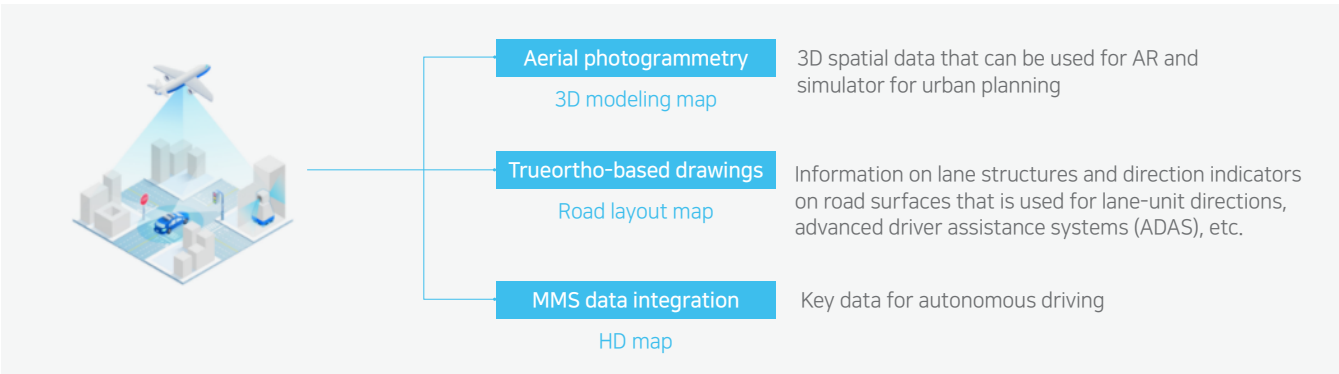 Aerial photogrammetry
3D modeling map
3D spatial data that can be used for AR and
simulator for urban planning
Trueortho-based drawings
Road layout map
Information on lane structures and direction indicators
on road surfaces that is used for lane-unit directions,
advanced driver assistance systems (ADAS), etc.
MMS data integration
HD map
Key data for autonomous driving